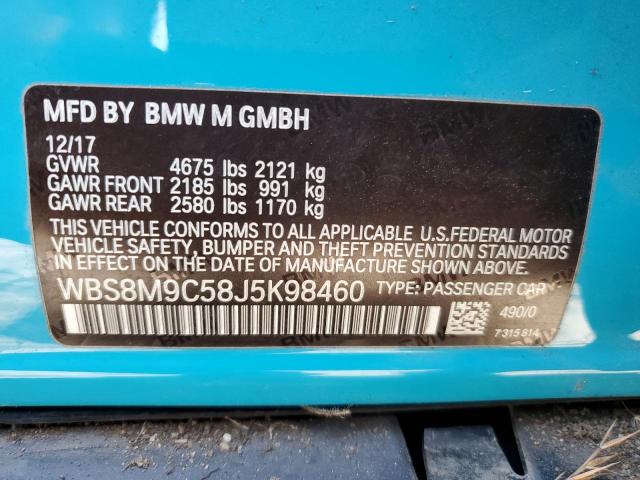 MFD BY BMW M GMBH
12/17
GVWR 4675 lbs 2121 kg
GAWR FRONT 2185 lbs 991 kg
GAWR REAR 2580 lbs 1170 kg
THIS VEHICLE CONFORMS TO ALL APPLICABLE U.S. FEDERAL MOTOR
VEHICLE SAFETY, BUMPER AND THEFT PREVENTION STANDARDS
IN EFFECT ON THE DATE OF MANUFACTURE SHOWN ABOVE.
WBS8M9C58J5K98460 TYPE: PASSENGER CAR
490/0
7 315 814